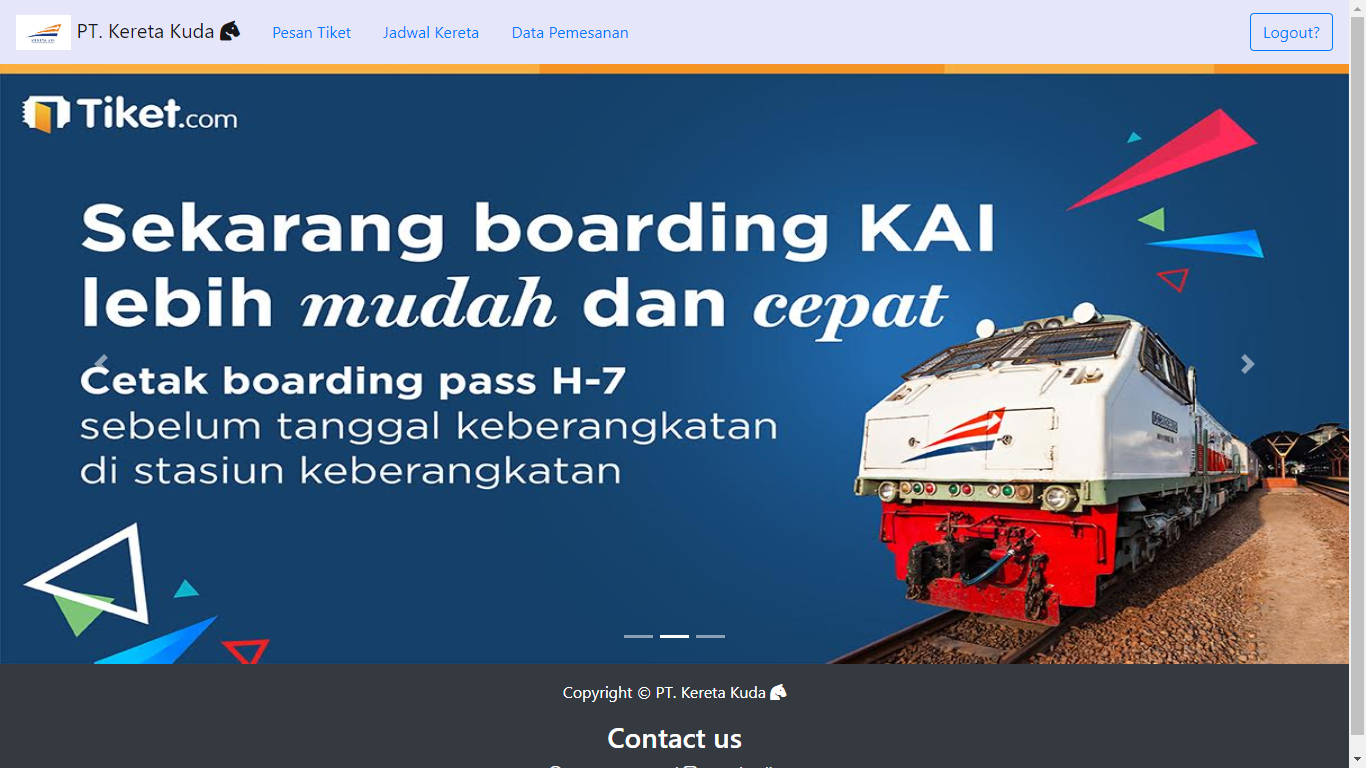 PT. Kereta Kuda
Pesan Tiket
Jadwal Kereta
Data Pemesanan
Logout?
Tiket.com
Sekarang boarding KAI
lebih mudah dan cepat
Cetak boarding pass H-7
sebelum tanggal keberangkatan
di stasiun keberangkatan
Copyright © PT. Kereta Kuda
Contact us